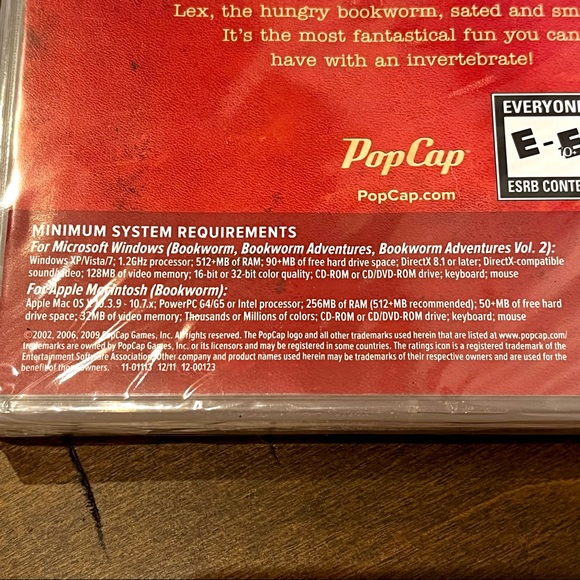 Lex, the hungry bookworm, sated and sm
It's the most fantastical fun you can
have with an invertebrate!
EVERYONE
E-E
10+
ESRB CONTE
PopCap
PopCap.com
MINIMUM SYSTEM REQUIREMENTS
For Microsoft Windows (Bookworm, Bookworm Adventures, Bookworm Adventures Vol. 2):
Windows XP/Vista/7; 1.2GHz processor; 512+MB of RAM; 90+MB of free hard drive space; DirectX 8.1 or later; DirectX-compatible
sound/video; 128MB of video memory; 16-bit or 32-bit color quality; CD-ROM or CD/DVD-ROM drive; keyboard; mouse
For Apple Macintosh (Bookworm):
Apple Mac OS X 10.3.9 - 10.7.x; PowerPC G4/G5 or Intel processor; 256MB of RAM (512+MB recommended); 50+MB of free hard
drive space; 32MB of video memory; Thousands or Millions of colors; CD-ROM or CD/DVD-ROM drive; keyboard; mouse
©2002, 2006, 2009 PopCap Games, Inc. All rights reserved. The PopCap logo and all other trademarks used herein that are listed at www.popcap.com/
trademarks are owned by PopCap Games, Inc. or its licensors and may be registered in some countries. The ratings icon is a registered trademark of the
Entertainment Software Association. Other company and product names used herein may be trademarks of their respective owners and are used for the
benefit of their owners. 11-01113 12/11 12-00123